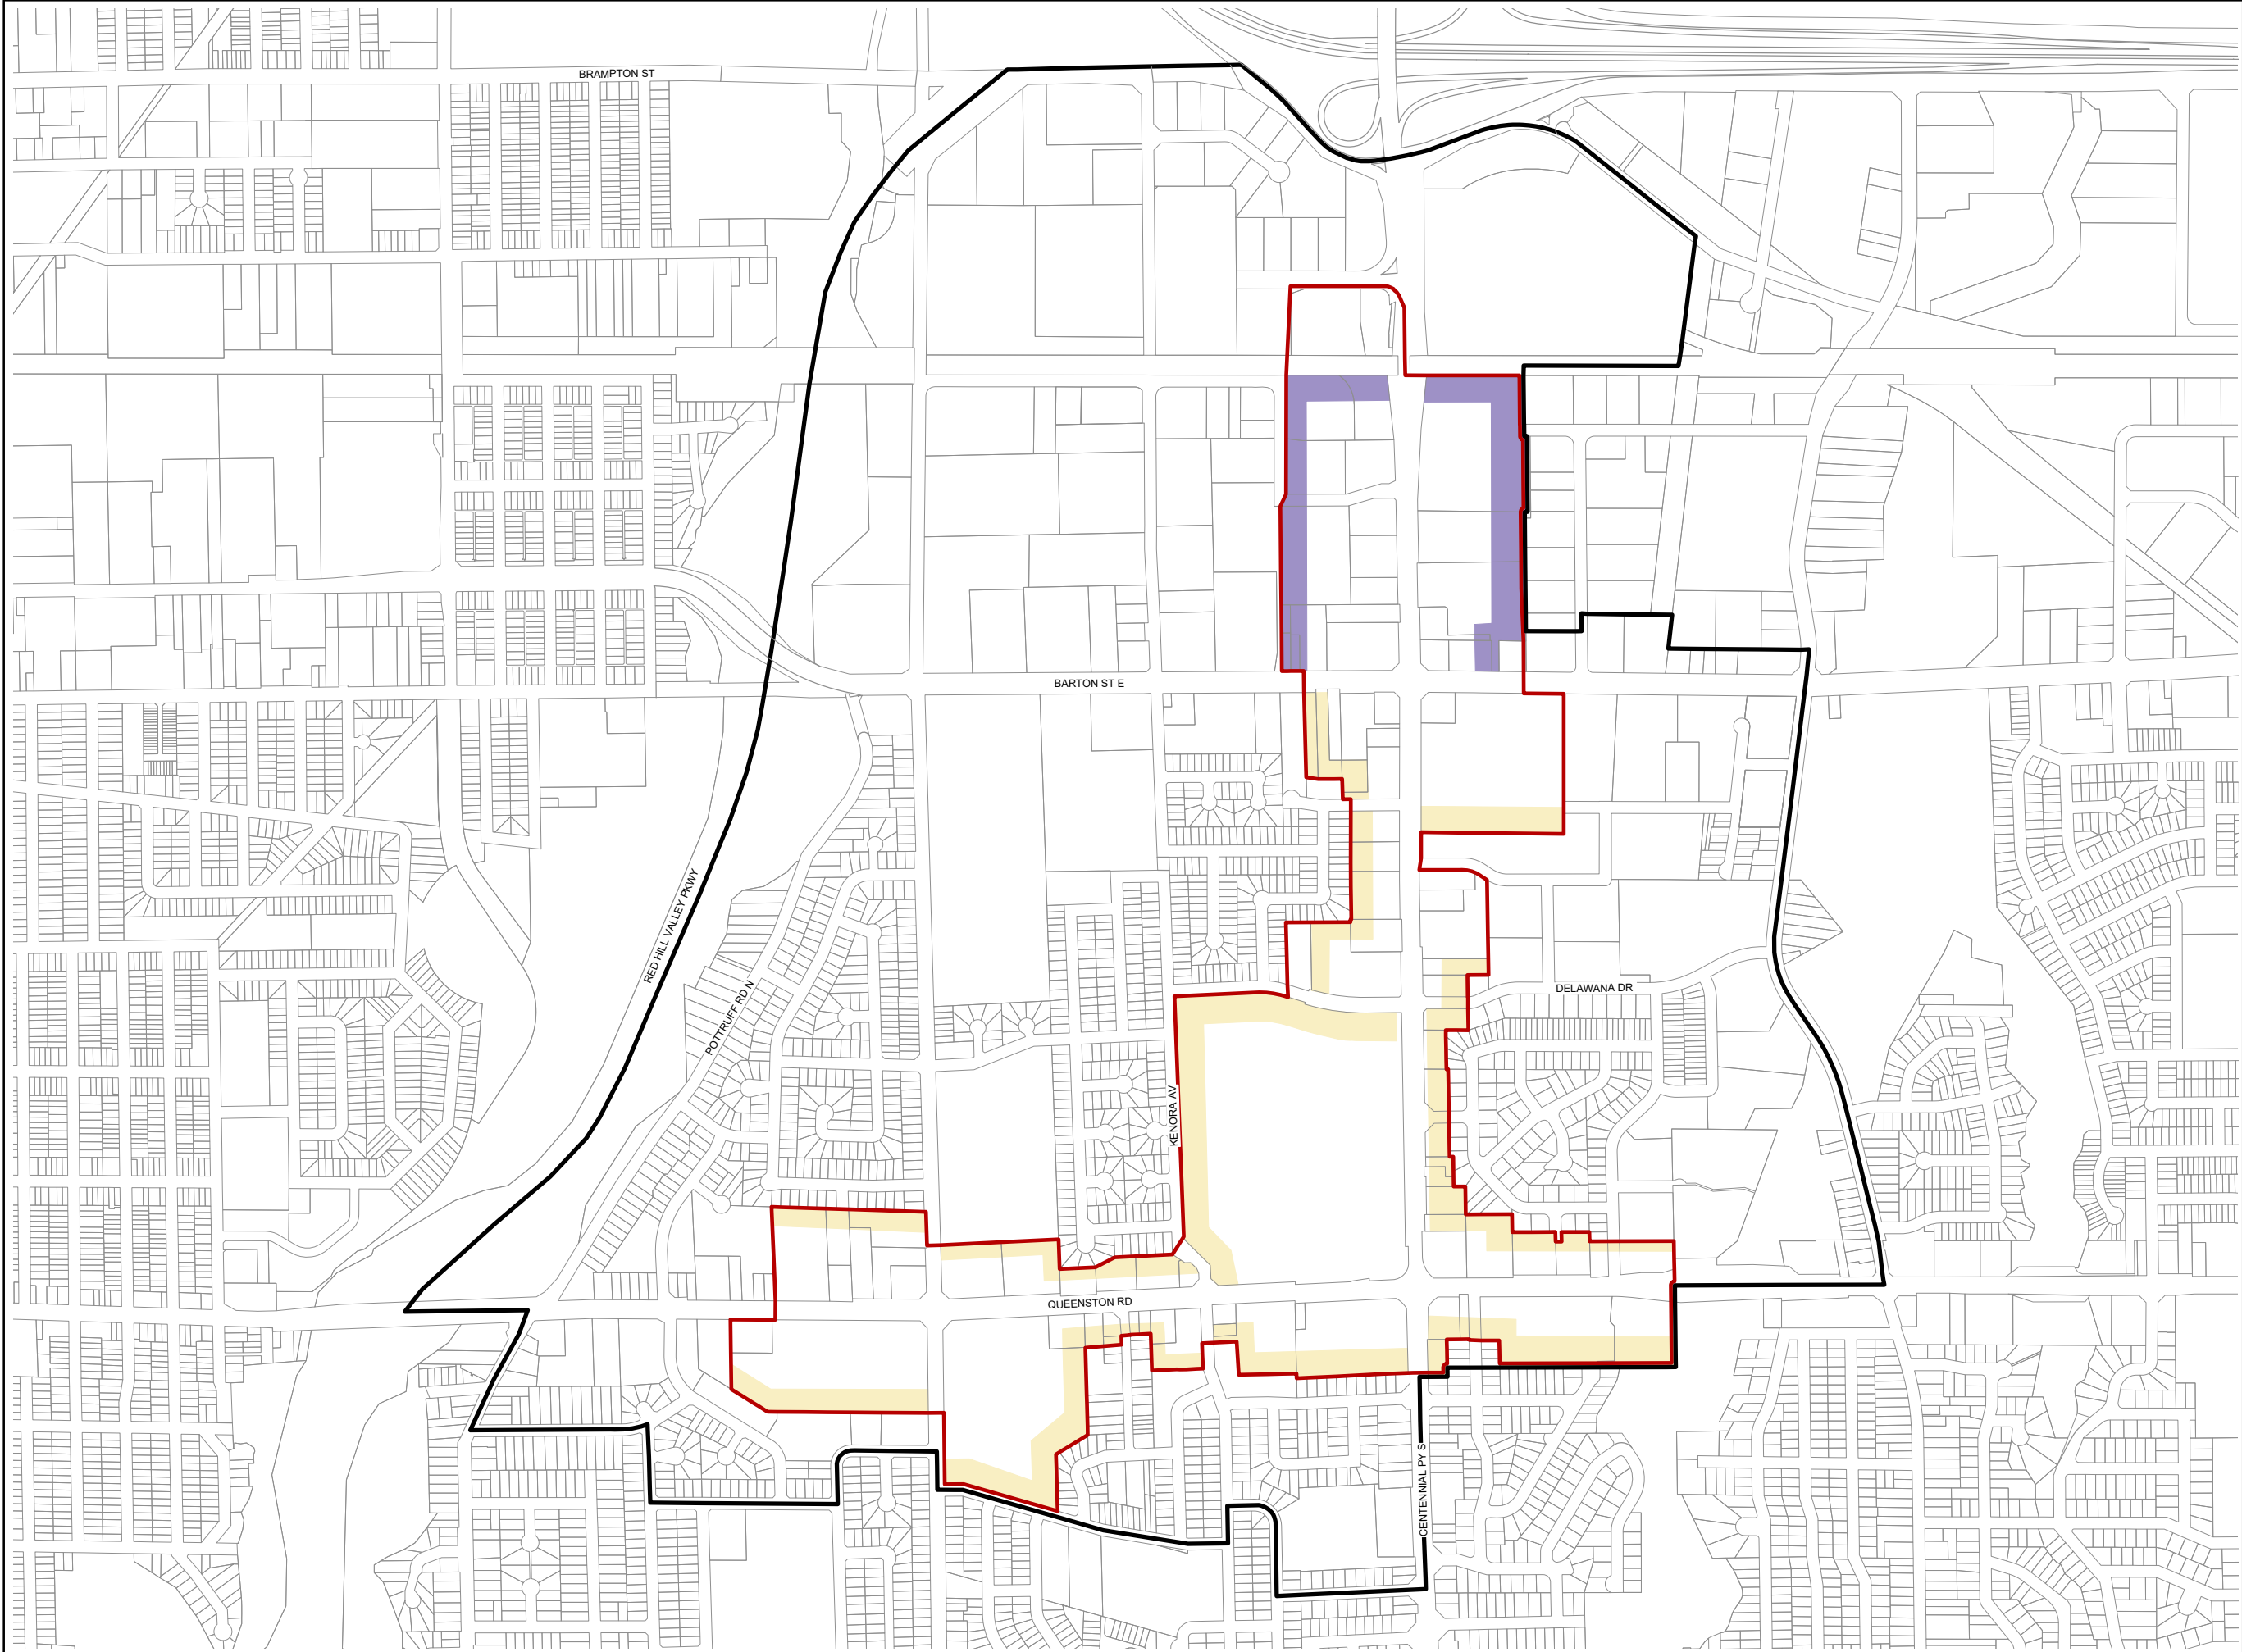 BRAMPTON ST
BARTON ST E
RED HILL VALLEY PKWY
POTTRUFF RD N
DELAWANA DR
KENORA AV
QUEENSTON RD
CENTENNIAL PY S